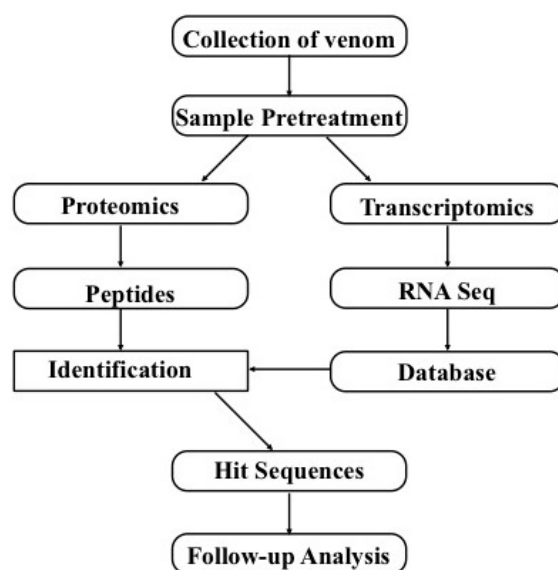 Collection of venom
Sample Pretreatment
Proteomics
Transcriptomics
Peptides
RNA Seq
Identification
Database
Hit Sequences
Follow-up Analysis